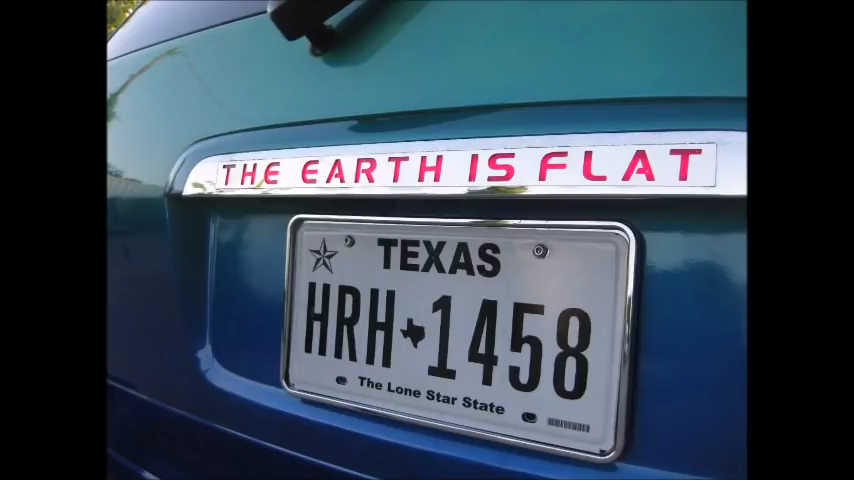 THE EARTH IS FLAT
TEXAS
HRH 1458
The Lone Star State